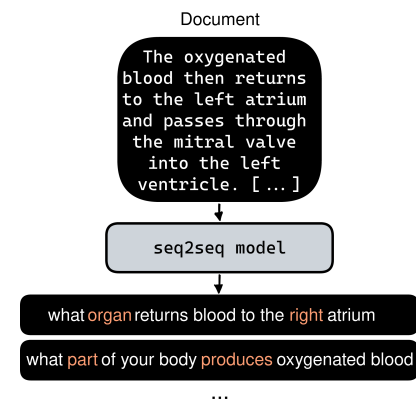 Document
The oxygenated
blood then returns
to the left atrium
and passes through
the mitral valve
into the left
ventricle. [...]
seq2seq model
what organ returns blood to the right atrium
what part of your body produces oxygenated blood
...